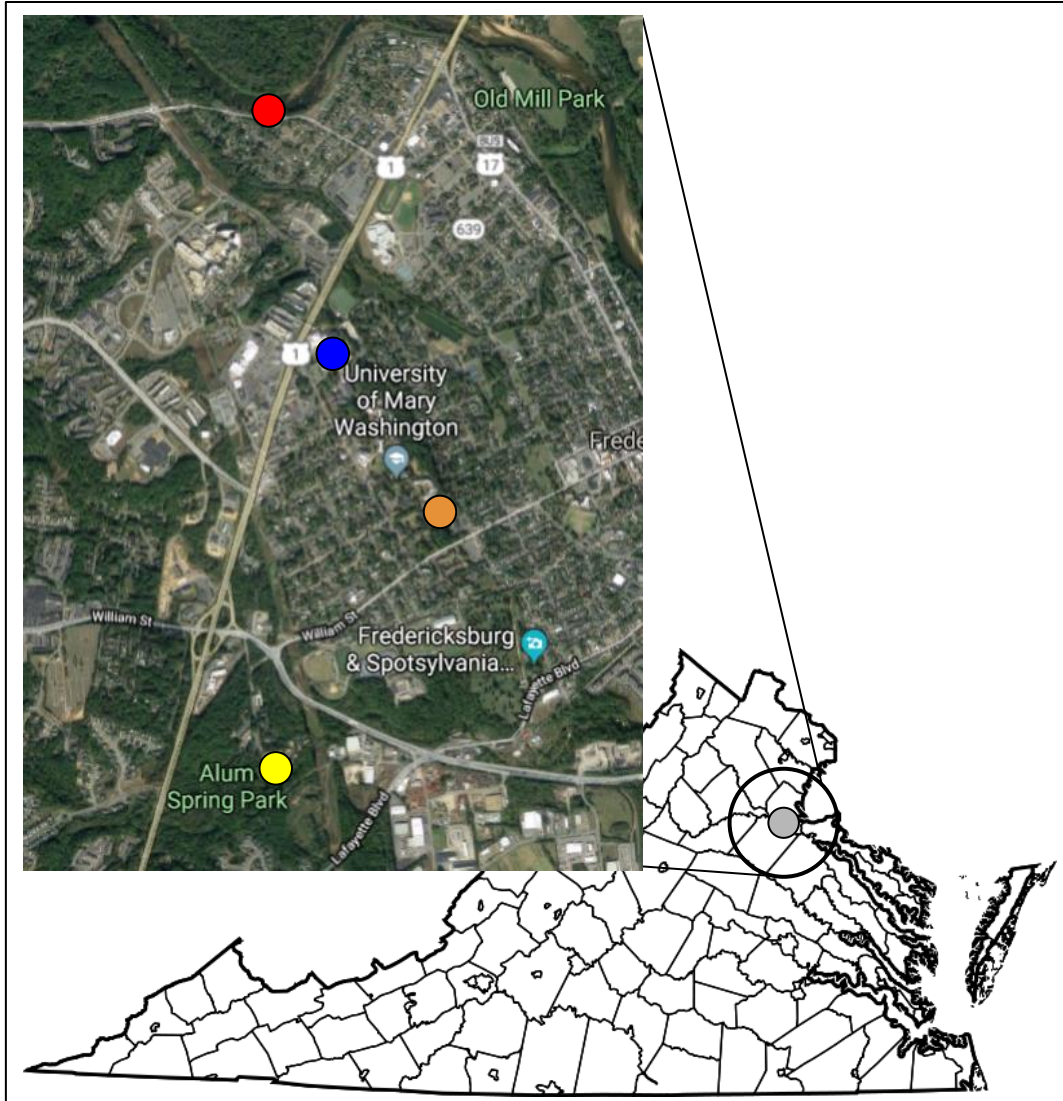 Old Mill Park
BUS
17
1
639
1
University
of Mary
Washington
Frede
William St
William St
Fredericksburg
& Spotsylvania...
Lafayette Blvd
Alum
Spring Park
Lafayette Blvd